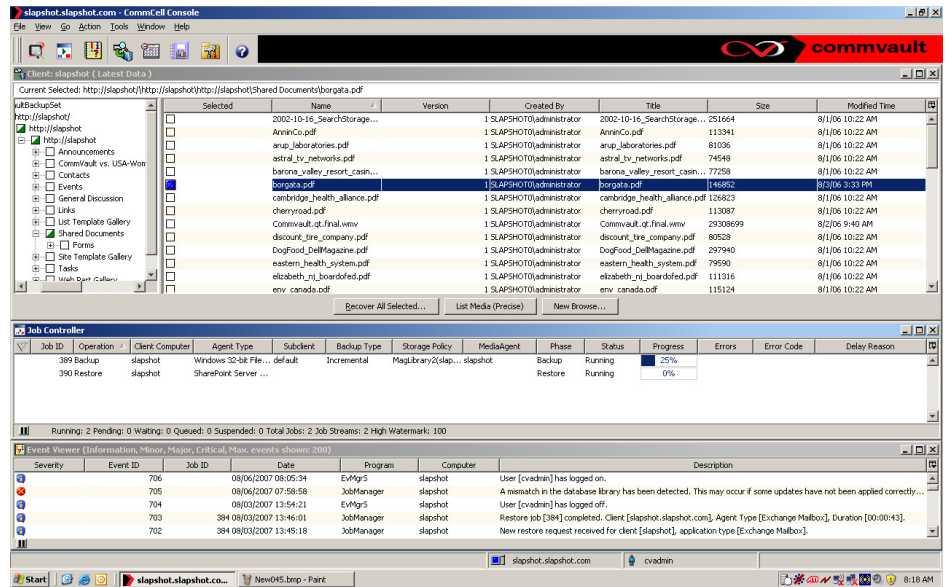 slapshot.slapshot.com - CommCell Console
File View Go Action Tools Window Help
commvault
Client: slapshot ( Latest Data )
Current Selected: http://slapshot/|http://slapshot\http://slapshot\Shared Documents\borgata.pdf
ultBackupSet
http://slapshot/
http://slapshot
http://slapshot
Announcements
CommVault vs. USA-Won
Contacts
Events
General Discussion
Links
List Template Gallery
Shared Documents
Forms
Site Template Gallery
Tasks
Web Part Gallery
Selected Name Version Created By Title Size Modified Time
2002-10-16_SearchStorage... 1 SLAPSHOT0\administrator 2002-10-16_SearchStorage... 251664 8/1/06 10:22 AM
AnninCo.pdf 1 SLAPSHOT0\administrator AnninCo.pdf 113341 8/1/06 10:22 AM
arup_laboratories.pdf 1 SLAPSHOT0\administrator arup_laboratories.pdf 81036 8/1/06 10:22 AM
astral_tv_networks.pdf 1 SLAPSHOT0\administrator astral_tv_networks.pdf 74548 8/1/06 10:22 AM
barona_valley_resort_casin... 1 SLAPSHOT0\administrator barona_valley_resort_casin... 77258 8/1/06 10:22 AM
borgata.pdf 1 SLAPSHOT0\administrator borgata.pdf 146852 8/3/06 3:33 PM
cambridge_health_alliance.pdf 1 SLAPSHOT0\administrator cambridge_health_alliance.pdf 126823 8/1/06 10:22 AM
cherryroad.pdf 1 SLAPSHOT0\administrator cherryroad.pdf 113087 8/1/06 10:22 AM
Commvault.qt.final.wmv 1 SLAPSHOT0\administrator Commvault.qt.final.wmv 29308699 8/2/06 9:40 AM
discount_tire_company.pdf 1 SLAPSHOT0\administrator discount_tire_company.pdf 80528 8/1/06 10:22 AM
DogFood_DellMagazine.pdf 1 SLAPSHOT0\administrator DogFood_DellMagazine.pdf 297940 8/1/06 10:22 AM
eastern_health_system.pdf 1 SLAPSHOT0\administrator eastern_health_system.pdf 79590 8/1/06 10:22 AM
elizabeth_nj_boardofed.pdf 1 SLAPSHOT0\administrator elizabeth_nj_boardofed.pdf 111316 8/1/06 10:22 AM
env_canada.pdf 1 SLAPSHOT0\administrator env_canada.pdf 115124 8/1/06 10:22 AM
Recover All Selected... List Media (Precise) New Browse...
Job Controller
Job ID Operation Client Computer Agent Type Subclient Backup Type Storage Policy MediaAgent Phase Status Progress Errors Error Code Delay Reason
389 Backup slapshot Windows 32-bit File... default Incremental MagLibrary2(slap... slapshot Backup Running 25%
390 Restore slapshot SharePoint Server ... Restore Running 0%
Running: 2 Pending: 0 Waiting: 0 Queued: 0 Suspended: 0 Total Jobs: 2 Job Streams: 2 High Watermark: 100
Event Viewer (Information, Minor, Major, Critical, Max. events shown: 200)
Severity Event ID Job ID Date Program Computer Description
706 08/06/2007 08:05:34 EvMgrS slapshot User [cvadmin] has logged on.
705 08/06/2007 07:58:58 JobManager slapshot A mismatch in the database library has been detected. This may occur if some updates have not been applied correctly...
704 08/03/2007 13:54:21 EvMgrS slapshot User [cvadmin] has logged off.
703 384 08/03/2007 13:46:01 JobManager slapshot Restore job [384] completed. Client [slapshot.slapshot.com], Agent Type [Exchange Mailbox], Duration [00:00:43].
702 384 08/03/2007 13:45:18 JobManager slapshot New restore request received for client [slapshot], application type [Exchange Mailbox].
slapshot.slapshot.com cvadmin
Start slapshot.slapshot.co... New045.bmp - Paint 8:18 AM